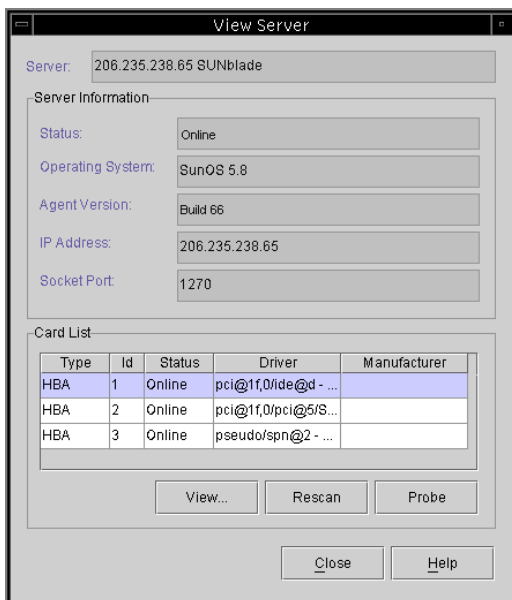 View Server
Server: 206.235.238.65 SUNblade
Server Information
Status: Online
Operating System: SunOS 5.8
Agent Version: Build 66
IP Address: 206.235.238.65
Socket Port: 1270
Card List
Type Id Status Driver Manufacturer
HBA 1 Online pci@1f,0/ide@d - ...
HBA 2 Online pci@1f,0/pci@5/S...
HBA 3 Online pseudo/spn@2 - ...
View... Rescan Probe
Close Help